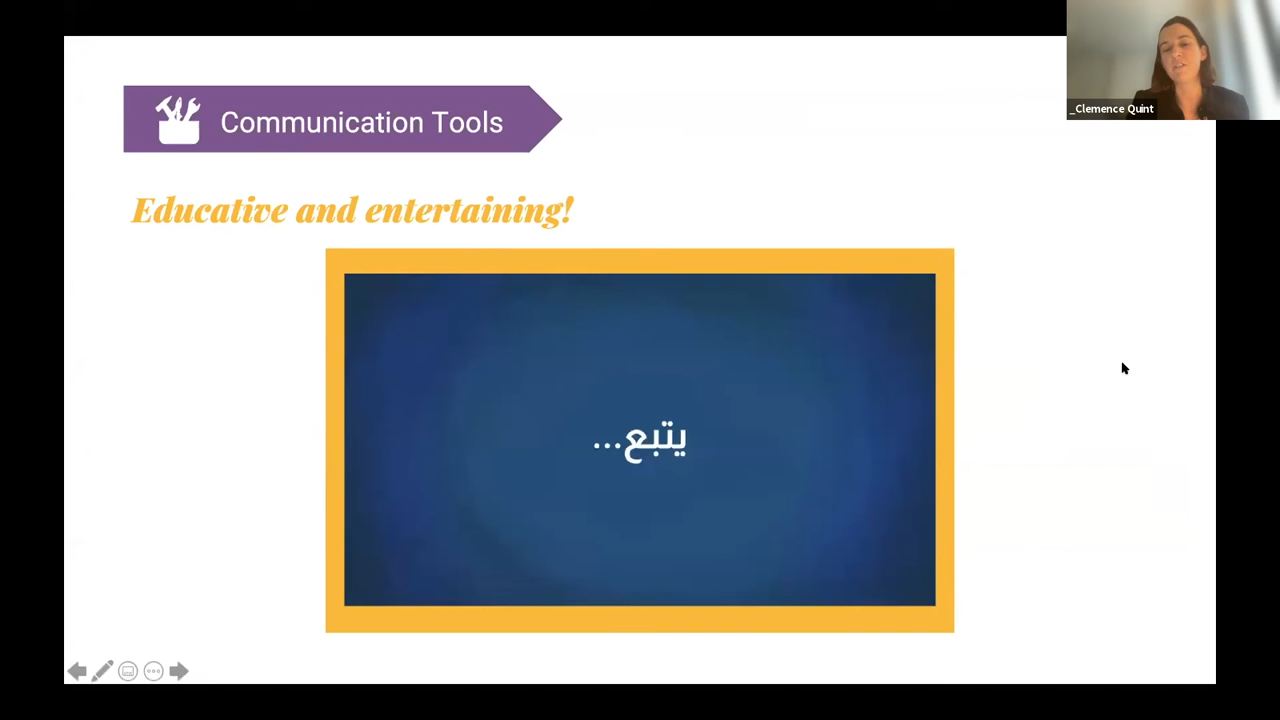 Communication Tools
_Clemence Quint
Educative and entertaining!
يتبع...